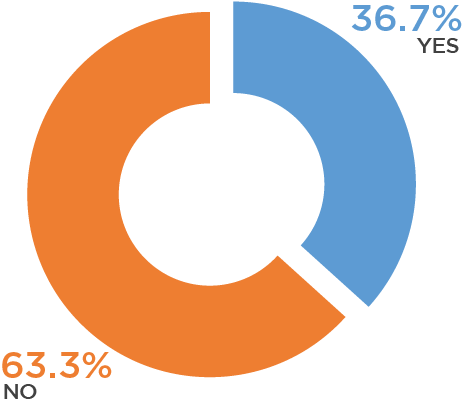 36.7%
YES
63.3%
NO